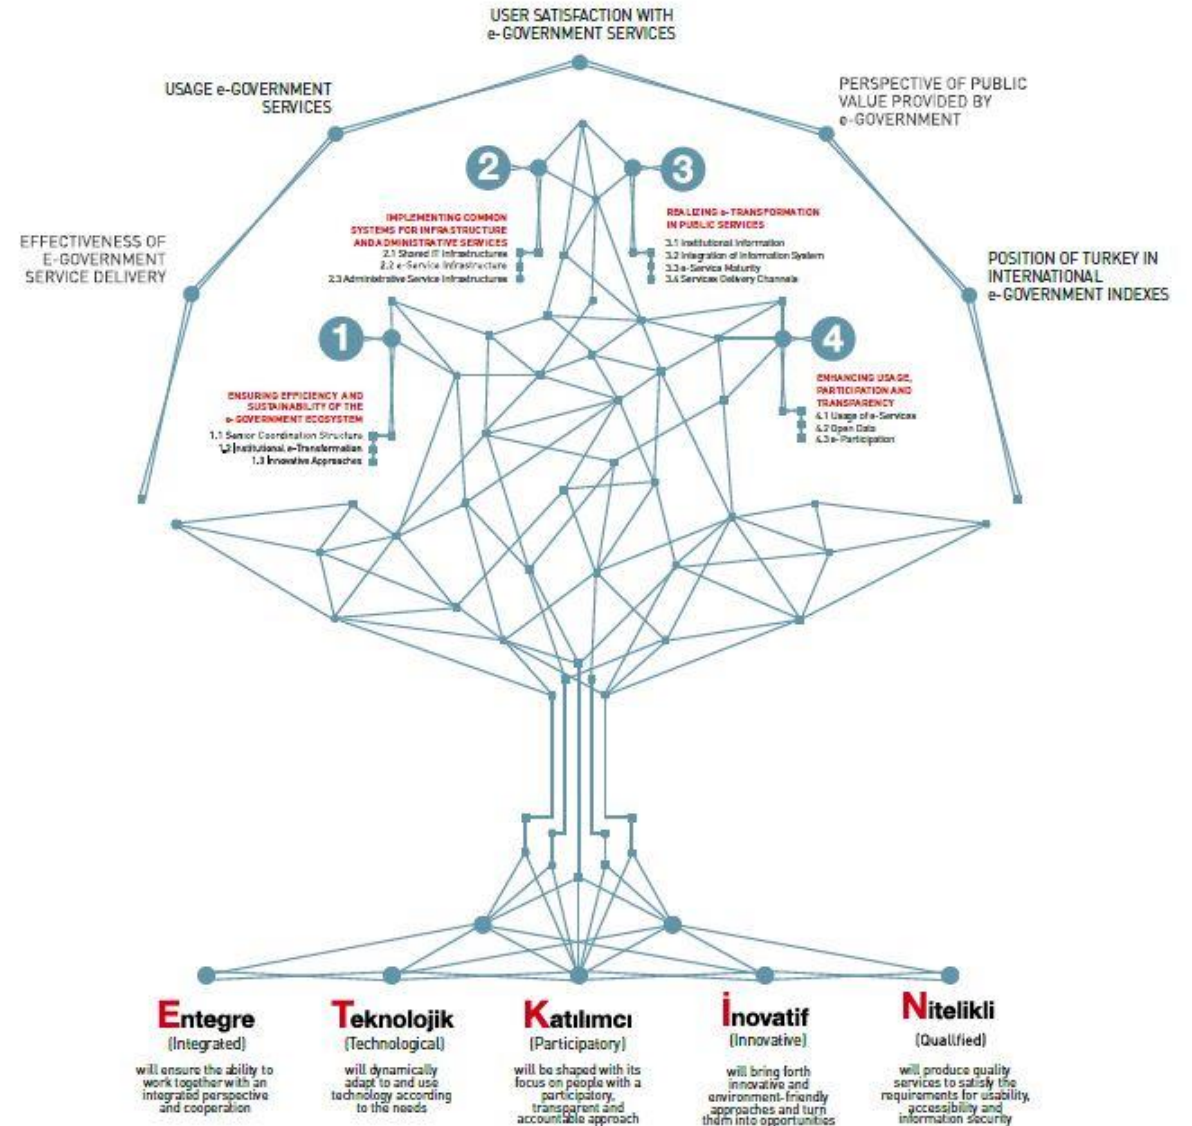 USER SATISFACTION WITH
e-GOVERNMENT SERVICES
USAGE e-GOVERNMENT
SERVICES
PERSPECTIVE OF PUBLIC
VALUE PROVIDED BY
e-GOVERNMENT
EFFECTIVENESS OF
E-GOVERNMENT
SERVICE DELIVERY
POSITION OF TURKEY IN
INTERNATIONAL
e-GOVERNMENT INDEXES
2
IMPLEMENTING COMMON
SYSTEMS FOR INFRASTRUCTURE
AND ADMINISTRATIVE SERVICES
2.1 Shared IT Infrastructures
2.2 e-Service Infrastructure
2.3 Administrative Service Infrastructures
3
REALIZING e-TRANSFORMATION
IN PUBLIC SERVICES
3.1 Institutional Information
3.2 Integration of Information System
3.3 e-Service Maturity
3.4 Services Delivery Channels
1
ENSURING EFFICIENCY AND
SUSTAINABILITY OF THE
e-GOVERNMENT ECOSYSTEM
1.1 Senior Coordination Structure
1.2 Institutional e-Transformation
1.3 Innovative Approaches
4
ENHANCING USAGE,
PARTICIPATION AND
TRANSPARENCY
4.1 Usage of e-Services
4.2 Open Data
4.3 e-Participation
Entegre
(Integrated)
will ensure the ability to
work together with an
integrated perspective
and cooperation
Teknolojik
(Technological)
will dynamically
adapt to and use
technology according
to the needs
Katılımcı
(Participatory)
will be shaped with its
focus on people with a
participatory,
transparent and
accountable approach
İnovatif
(Innovative)
will bring forth
innovative and
environment-friendly
approaches and turn
them into opportunities
Nitelikli
(Qualified)
will produce quality
services to satisfy the
requirements for usability,
accessibility and
information security